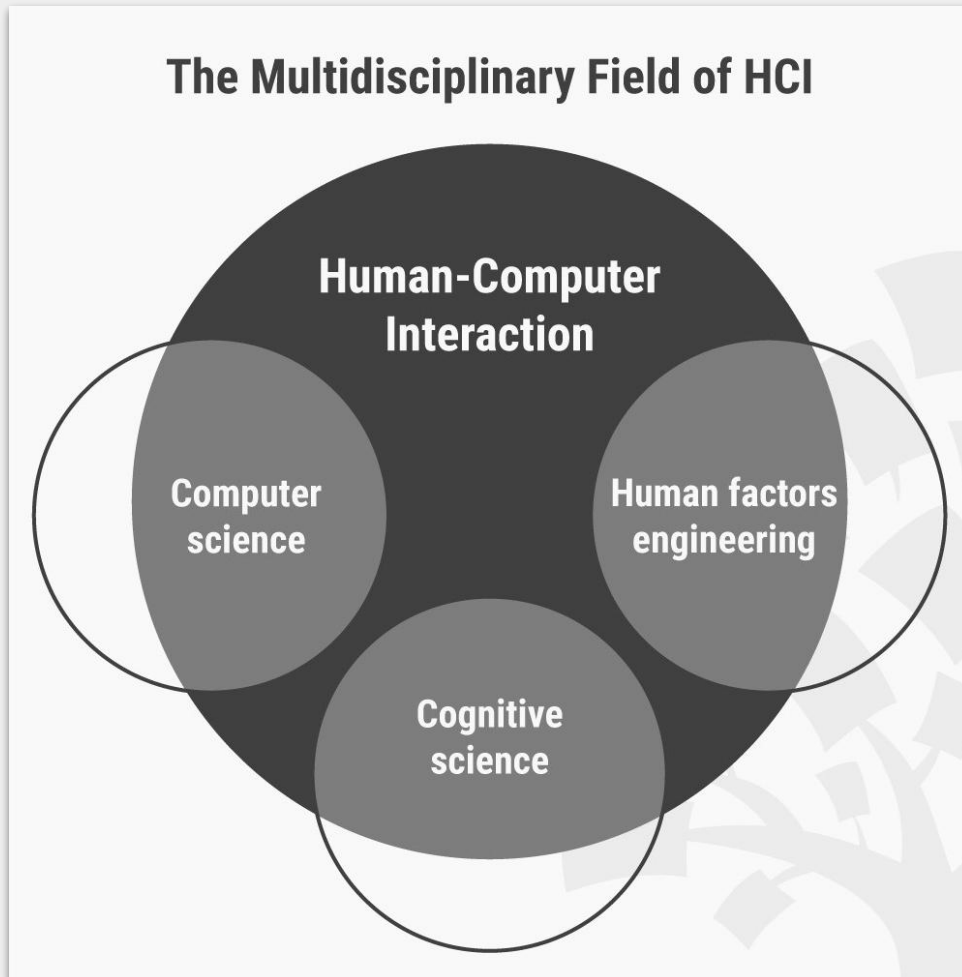 The Multidisciplinary Field of HCI
Human-Computer
Interaction
Computer
science
Human factors
engineering
Cognitive
science